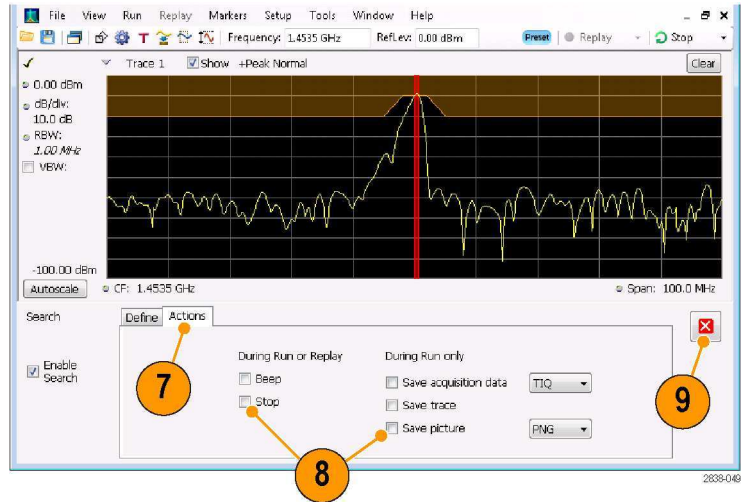 File View Run Replay Markers Setup Tools Window Help
T Frequency: 1.4535 GHz RefLev: 0.00 dBm Preset Replay Stop
Trace 1 Show +Peak Normal Clear
0.00 dBm
dB/div:
10.0 dB
RBW:
1.00 MHz
VBW:
-100.00 dBm
Autoscale CF: 1.4535 GHz Span: 100.0 MHz
Search Define Actions
During Run or Replay During Run only
Enable Search
Beep Save acquisition data TIQ
Stop Save trace
Save picture PNG
7
8
9
2838-049